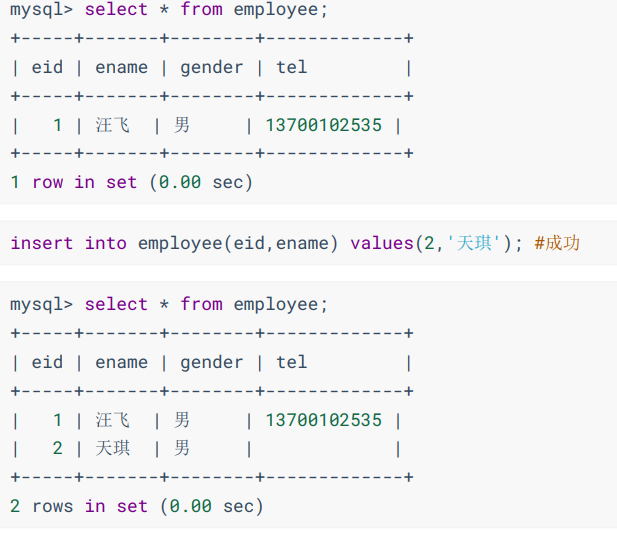 mysql> select * from employee;
+-----+-------+--------+-------------+
| eid | ename | gender | tel         |
+-----+-------+--------+-------------+
|   1 | 汪飞  | 男     | 13700102535 |
+-----+-------+--------+-------------+
1 row in set (0.00 sec)
insert into employee(eid,ename) values(2,'天琪'); #成功
mysql> select * from employee;
+-----+-------+--------+-------------+
| eid | ename | gender | tel         |
+-----+-------+--------+-------------+
|   1 | 汪飞  | 男     | 13700102535 |
|   2 | 天琪  | 男     |             |
+-----+-------+--------+-------------+
2 rows in set (0.00 sec)